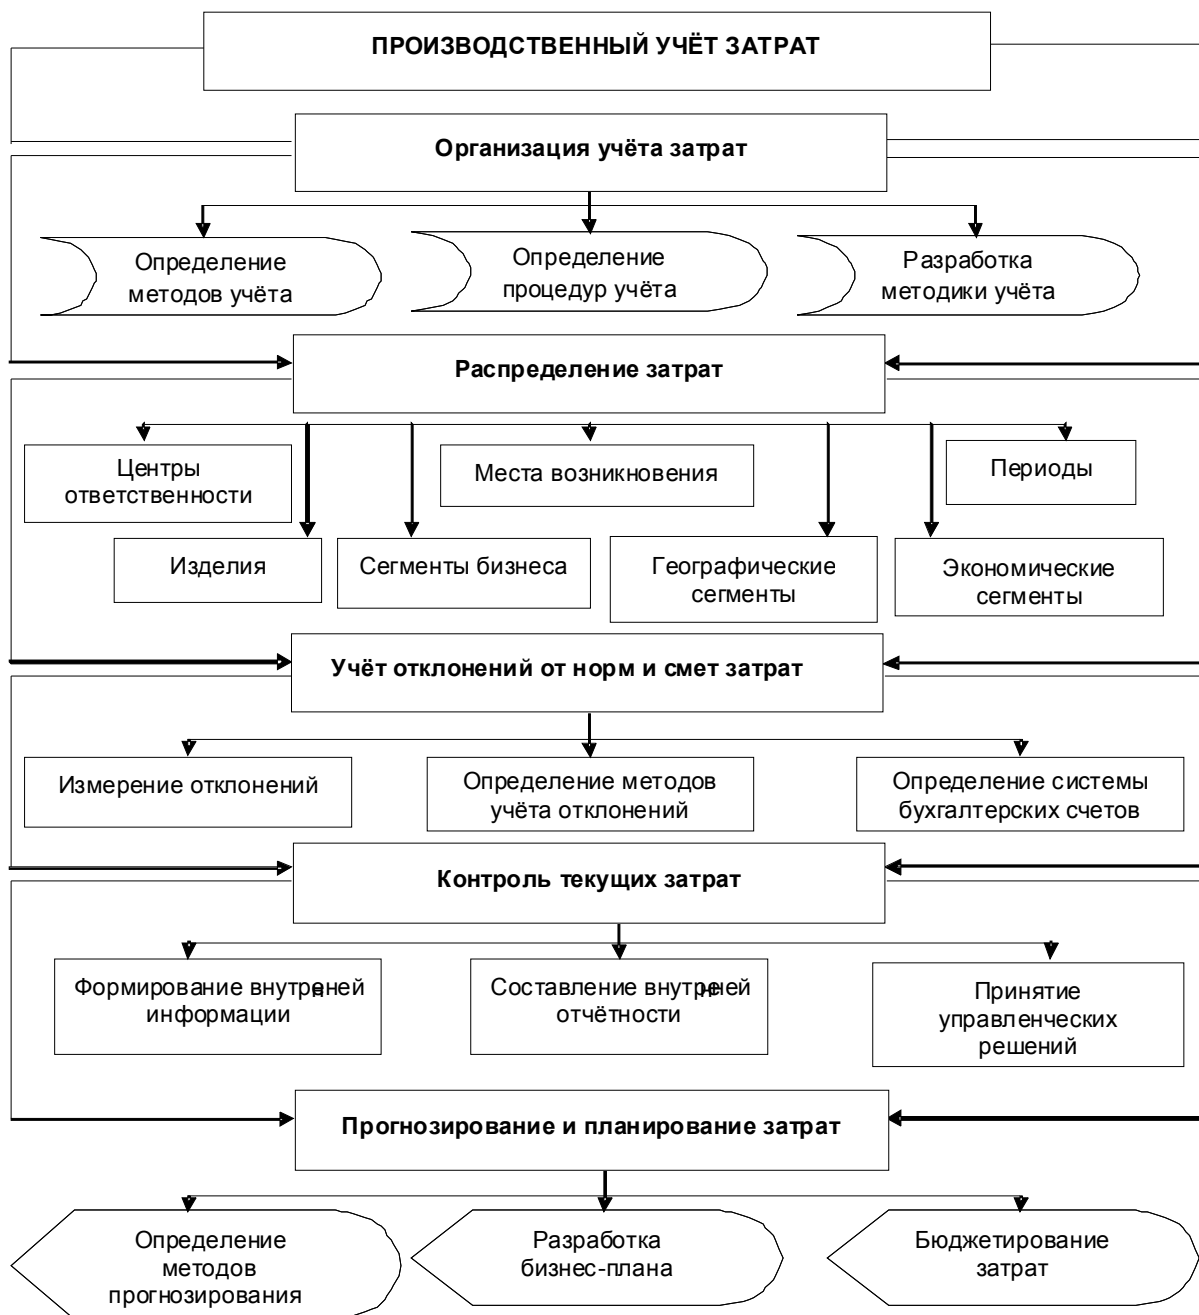 ПРОИЗВОДСТВЕННЫЙ УЧЁТ ЗАТРАТ
Организация учёта затрат
Определение
методов учёта
Определение
процедур учёта
Разработка
методики учёта
Распределение затрат
Центры
ответственности
Места возникновения
Периоды
Изделия
Сегменты бизнеса
Географические
сегменты
Экономические
сегменты
Учёт отклонений от норм и смет затрат
Измерение отклонений
Определение методов
учёта отклонений
Определение системы
бухгалтерских счетов
Контроль текущих затрат
Формирование внутренней
информации
Составление внутренней
отчётности
Принятие
управленческих
решений
Прогнозирование и планирование затрат
Определение
методов
прогнозирования
Разработка
бизнес-плана
Бюджетирование
затрат